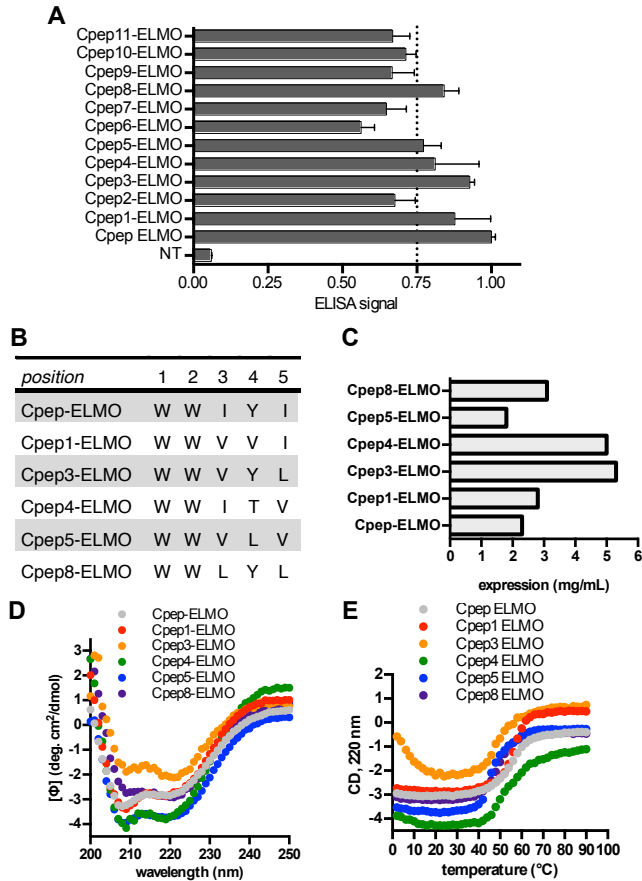 A
Cpep11-ELMO
Cpep10-ELMO
Cpep9-ELMO
Cpep8-ELMO
Cpep7-ELMO
Cpep6-ELMO
Cpep5-ELMO
Cpep4-ELMO
Cpep3-ELMO
Cpep2-ELMO
Cpep1-ELMO
Cpep ELMO
NT
0.00 0.25 0.50 0.75 1.00
ELISA signal
B
position 1 2 3 4 5
Cpep-ELMO W W I Y I
Cpep1-ELMO W W V V I
Cpep3-ELMO W W V Y L
Cpep4-ELMO W W I T V
Cpep5-ELMO W W V L V
Cpep8-ELMO W W L Y L
C
Cpep8-ELMO
Cpep5-ELMO
Cpep4-ELMO
Cpep3-ELMO
Cpep1-ELMO
Cpep-ELMO
0 1 2 3 4 5 6
expression (mg/mL)
D
Cpep-ELMO
Cpep1-ELMO
Cpep3-ELMO
Cpep4-ELMO
Cpep5-ELMO
Cpep8-ELMO
[Φ] (deg. cm2/dmol)
3
2
1
0
-1
-2
-3
-4
200 210 220 230 240 250
wavelength (nm)
E
Cpep ELMO
Cpep1 ELMO
Cpep3 ELMO
Cpep4 ELMO
Cpep5 ELMO
Cpep8 ELMO
CD, 220 nm
2
1
0
-1
-2
-3
-4
0 10 20 30 40 50 60 70 80 90 100
temperature (°C)